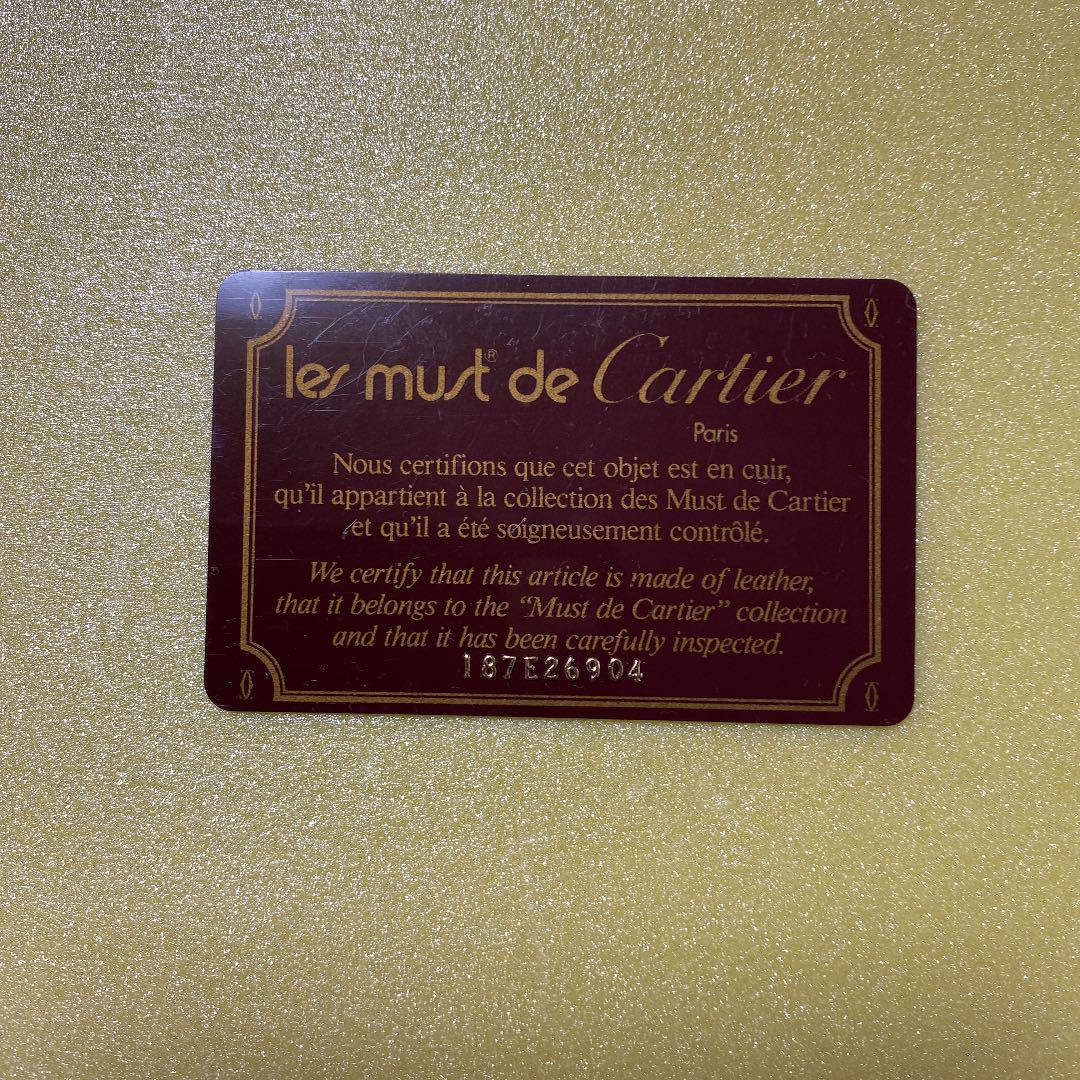 les must® de Cartier
Paris
Nous certifions que cet objet est en cuir,
qu'il appartient à la collection des Must de Cartier
et qu'il a été soigneusement contrôlé.
We certify that this article is made of leather,
that it belongs to the “Must de Cartier” collection
and that it has been carefully inspected.
187E26904